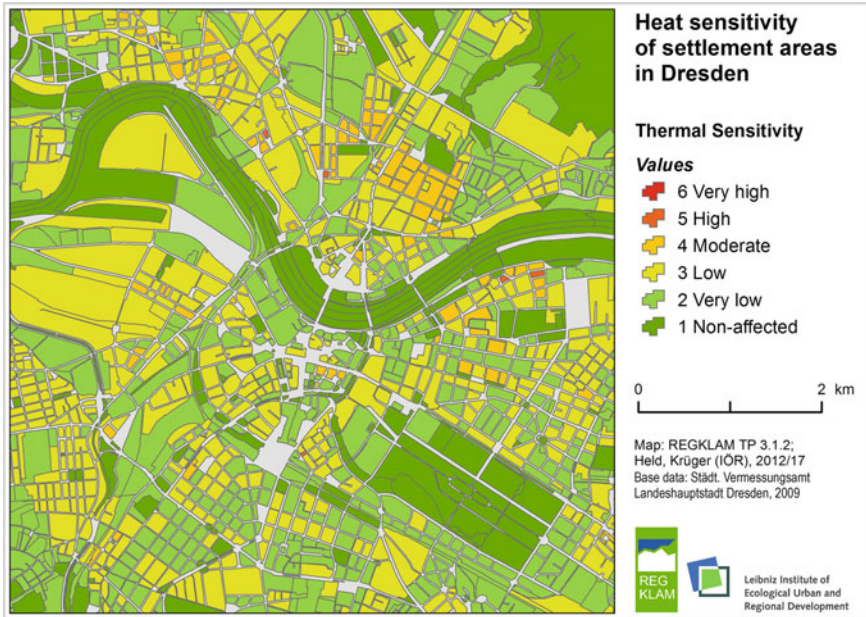 Heat sensitivity
of settlement areas
in Dresden
Thermal Sensitivity
Values
6 Very high
5 High
4 Moderate
3 Low
2 Very low
1 Non-affected
0 2 km
Map: REGKLAM TP 3.1.2;
Held, Krüger (IÖR), 2012/17
Base data: Städt. Vermessungsamt
Landeshauptstadt Dresden, 2009
REG
KLAM
Leibniz Institute of
Ecological Urban and
Regional Development